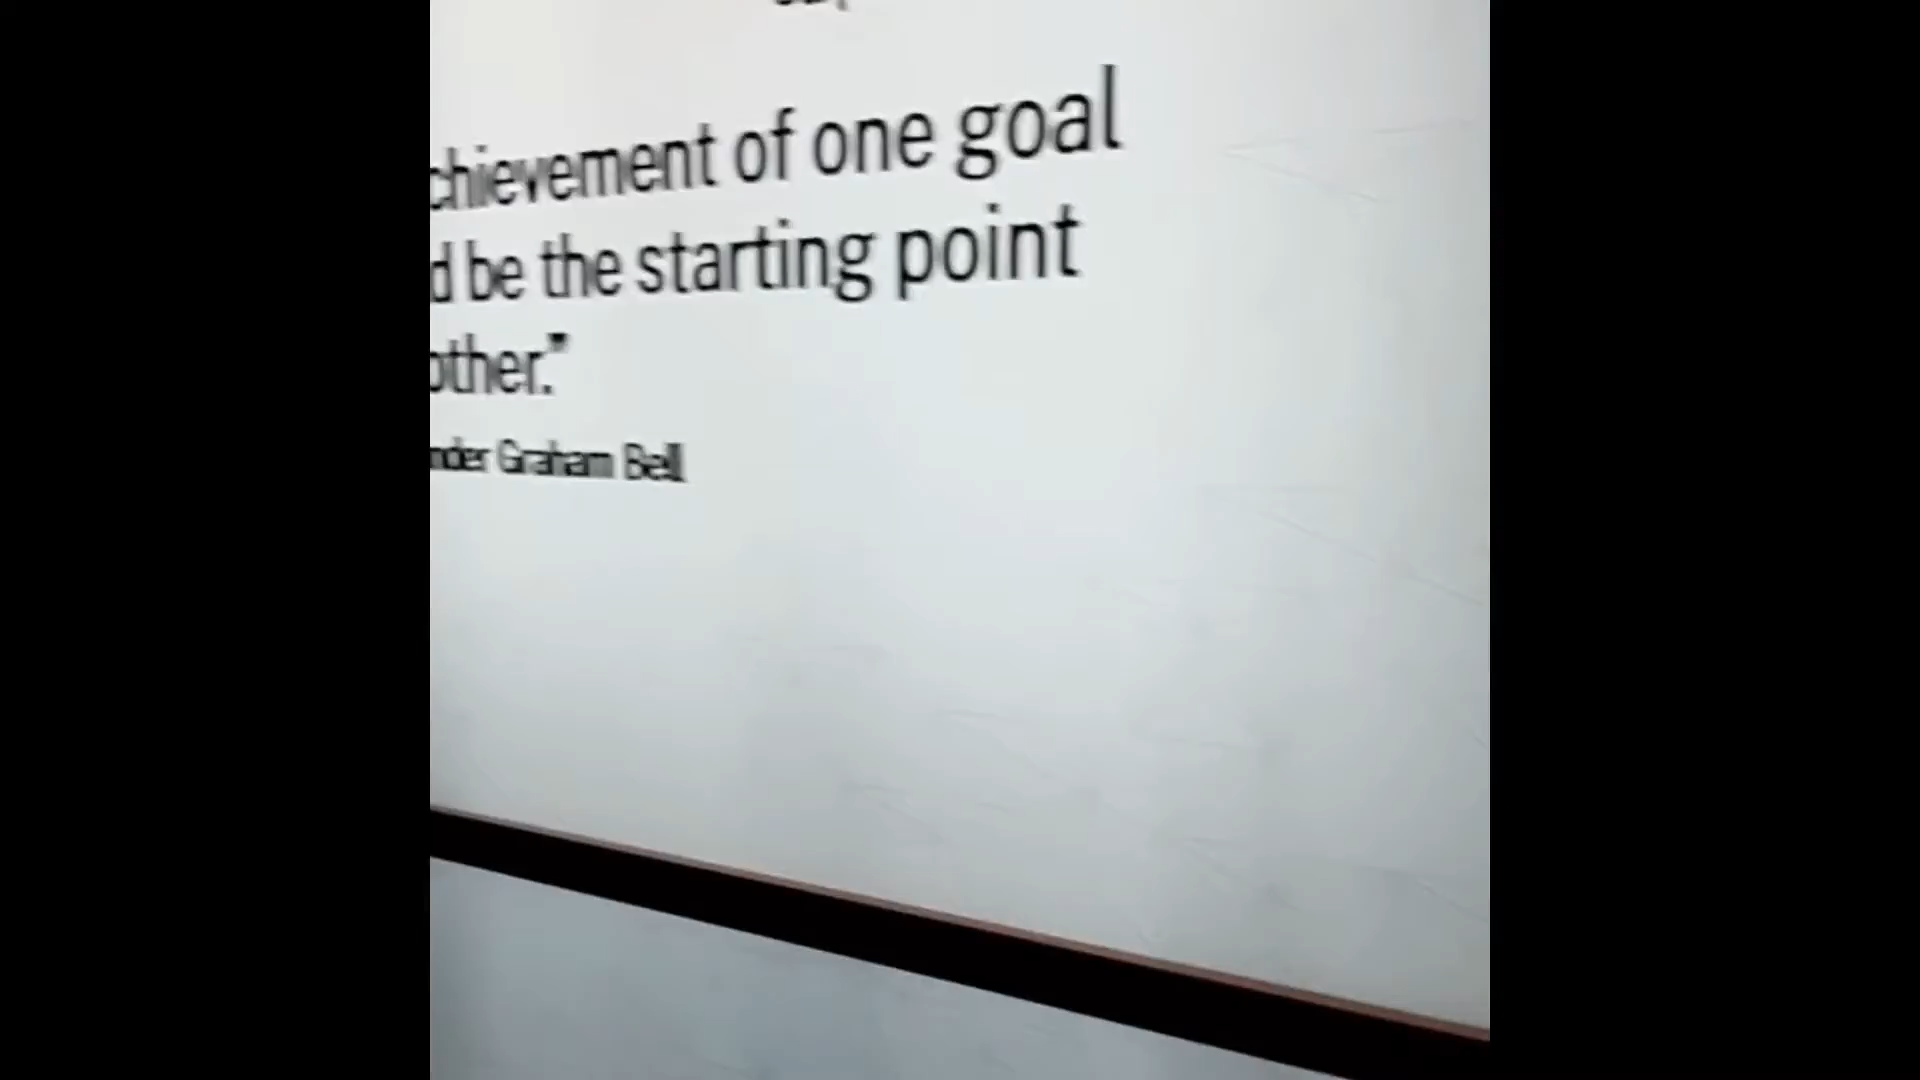 chievement of one goal
d be the starting point
other."
nder Graham Bell